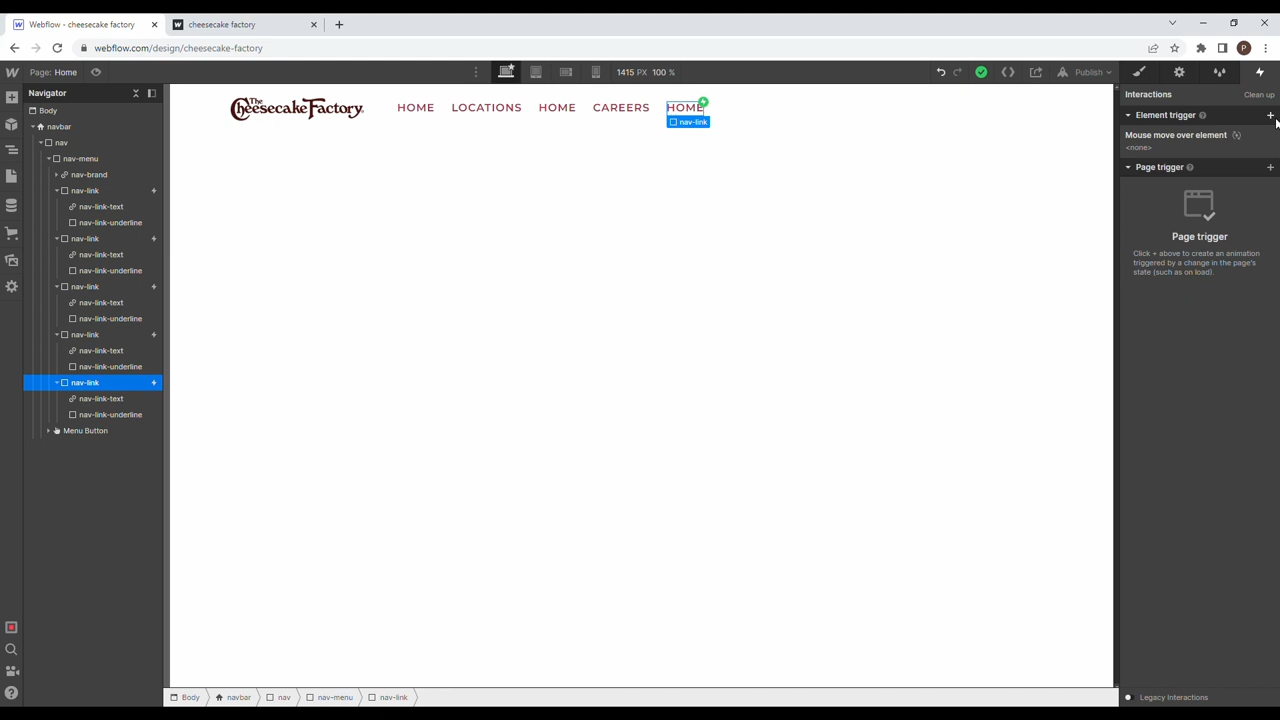 Webflow - cheesecake factory
cheesecake factory
webflow.com/design/cheesecake-factory
P
Page: Home
1415 PX 100 %
Publish
Navigator
Body
navbar
nav
nav-menu
nav-brand
nav-link
nav-link-text
nav-link-underline
nav-link
nav-link-text
nav-link-underline
nav-link
nav-link-text
nav-link-underline
nav-link
nav-link-text
nav-link-underline
nav-link
nav-link-text
nav-link-underline
Menu Button
The Cheesecake Factory.
HOME LOCATIONS HOME CAREERS HOME
nav-link
Interactions Clean up
Element trigger
Mouse move over element
<none>
Page trigger
Page trigger
Click + above to create an animation
triggered by a change in the page's
state (such as on load).
Body navbar nav nav-menu nav-link
Legacy Interactions